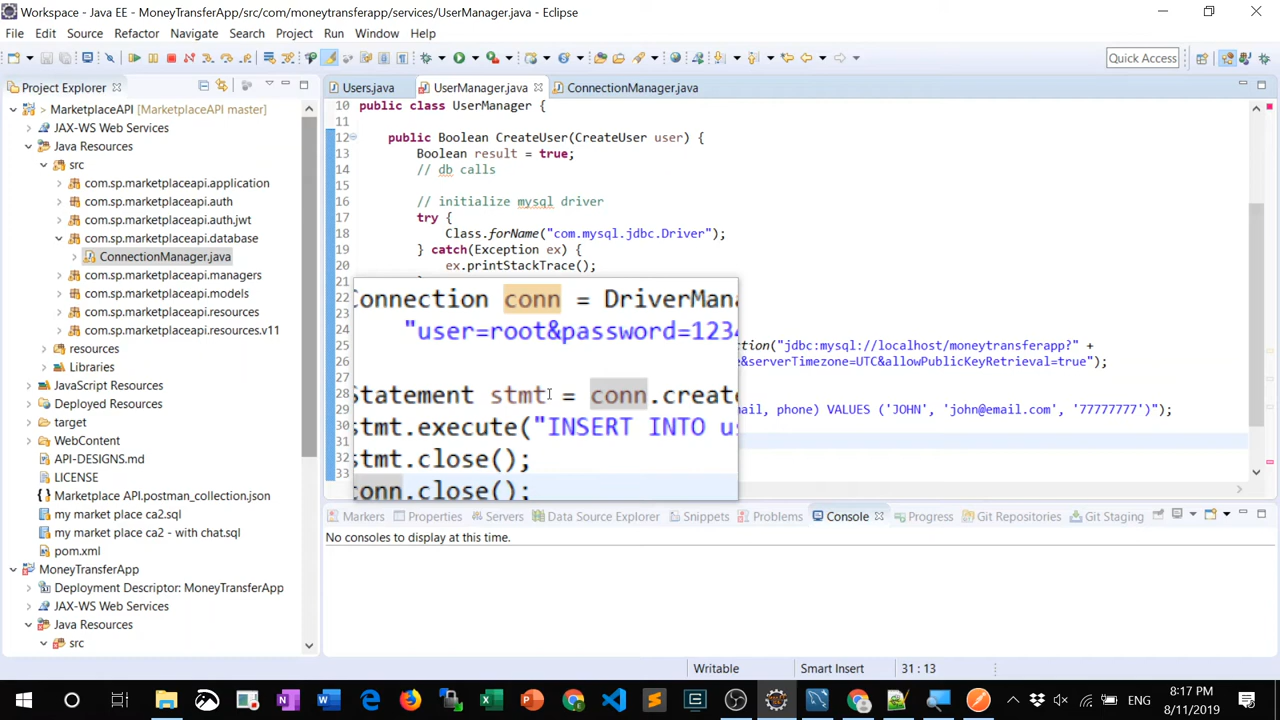 Workspace - Java EE - MoneyTransferApp/src/com/moneytransferapp/services/UserManager.java - Eclipse
File Edit Source Refactor Navigate Search Project Run Window Help
Quick Access
Project Explorer
MarketplaceAPI [MarketplaceAPI master]
JAX-WS Web Services
Java Resources
src
com.sp.marketplaceapi.application
com.sp.marketplaceapi.auth
com.sp.marketplaceapi.auth.jwt
com.sp.marketplaceapi.database
ConnectionManager.java
com.sp.marketplaceapi.managers
com.sp.marketplaceapi.models
com.sp.marketplaceapi.resources
com.sp.marketplaceapi.resources.v11
resources
Libraries
JavaScript Resources
Deployed Resources
target
WebContent
API-DESIGNS.md
LICENSE
Marketplace API.postman_collection.json
my market place ca2.sql
my market place ca2 - with chat.sql
pom.xml
MoneyTransferApp
Deployment Descriptor: MoneyTransferApp
JAX-WS Web Services
Java Resources
src
Users.java UserManager.java ConnectionManager.java
10 public class UserManager {
11
12 public Boolean CreateUser(CreateUser user) {
13 Boolean result = true;
14 // db calls
15
16 // initialize mysql driver
17 try {
18 Class.forName("com.mysql.jdbc.Driver");
19 } catch(Exception ex) {
20 ex.printStackTrace();
21
22
23
24
25 ction("jdbc:mysql://localhost/moneytransferapp?" +
26 e&serverTimezone=UTC&allowPublicKeyRetrieval=true");
27
28
29 ail, phone) VALUES ('JOHN', 'john@email.com', '77777777')");
30
31
32
33
Connection conn = DriverMana
"user=root&password=1234
Statement stmt = conn.create
stmt.execute("INSERT INTO us
stmt.close();
conn.close();
Markers Properties Servers Data Source Explorer Snippets Problems Console Progress Git Repositories Git Staging
No consoles to display at this time.
Writable Smart Insert 31 : 13
ENG
8:17 PM
8/11/2019